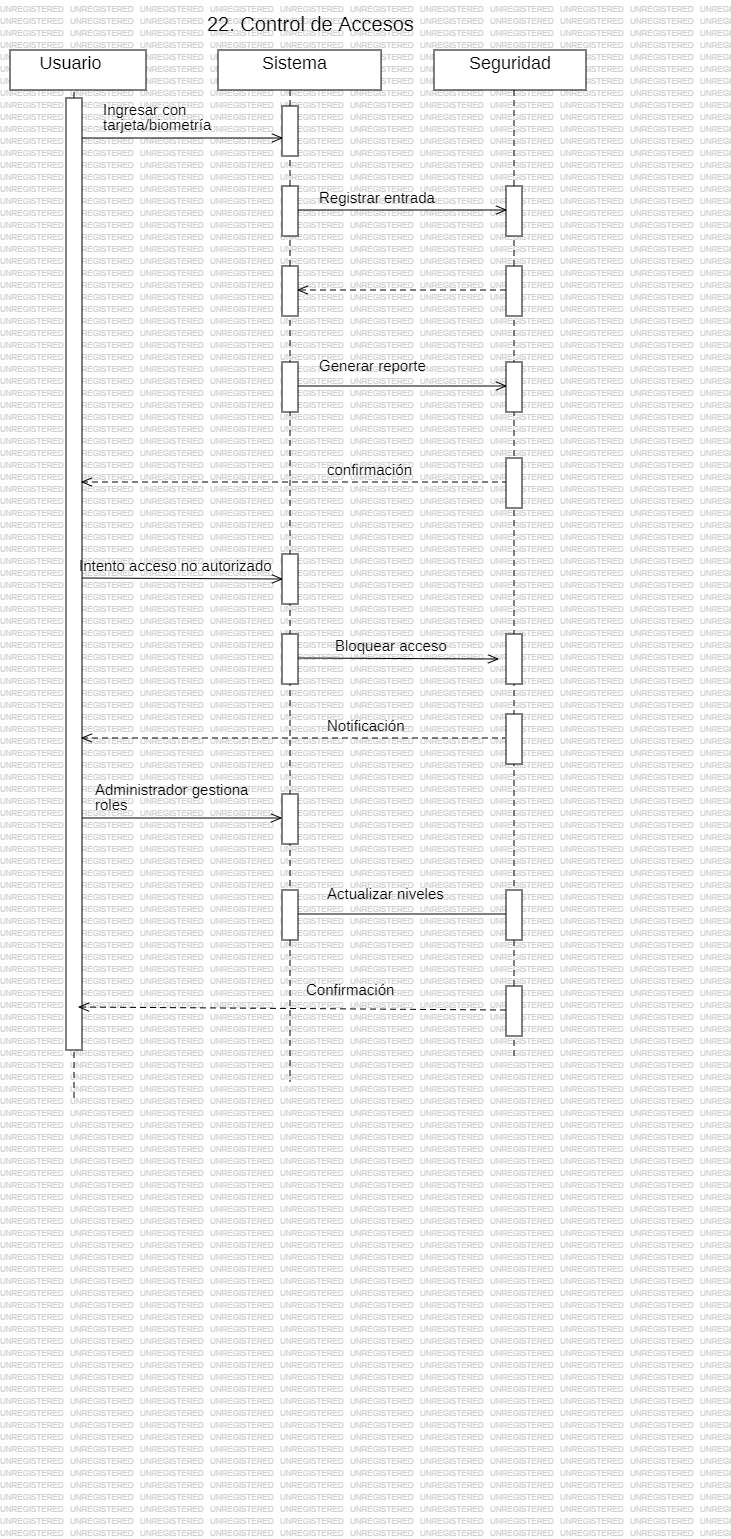 22. Control de Accesos
Usuario
Sistema
Seguridad
Ingresar con
tarjeta/biometría
Registrar entrada
Generar reporte
confirmación
Intento acceso no autorizado
Bloquear acceso
Notificación
Administrador gestiona
roles
Actualizar niveles
Confirmación
UNREGISTERED